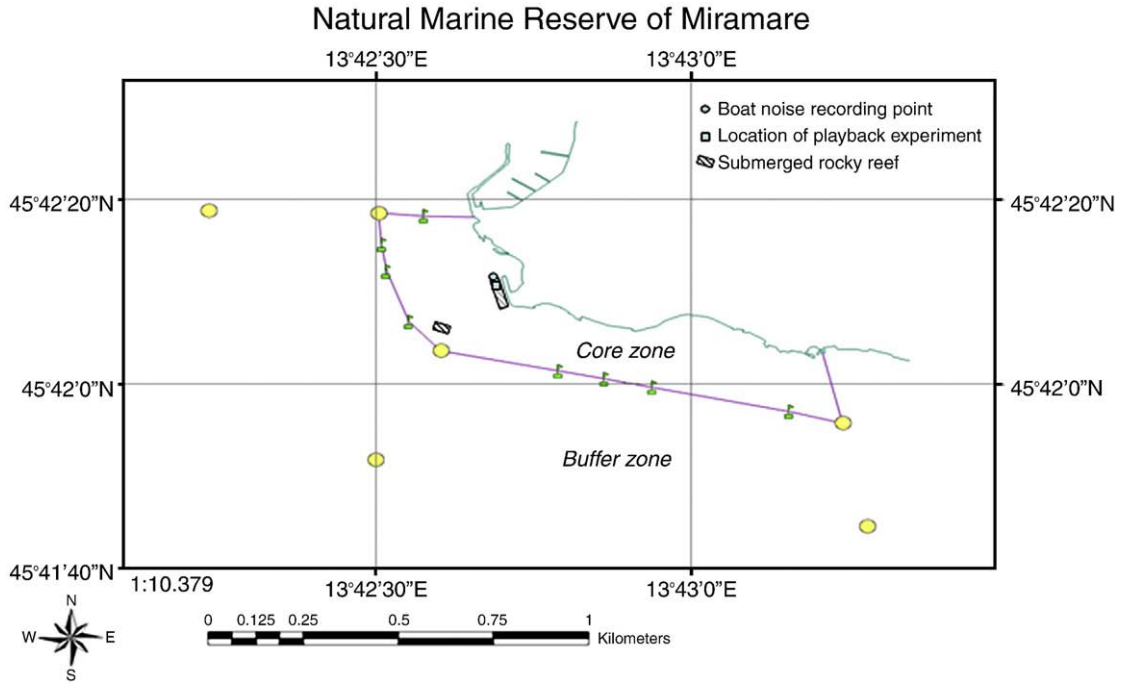 Natural Marine Reserve of Miramare
13°42’30”E 13°43’0”E
Boat noise recording point
Location of playback experiment
Submerged rocky reef
45°42’20”N 45°42’20”N
Core zone
45°42’0”N 45°42’0”N
Buffer zone
45°41’40”N
1:10.379 13°42’30”E 13°43’0”E
N
W E
S
0 0.125 0.25 0.5 0.75 1
Kilometers